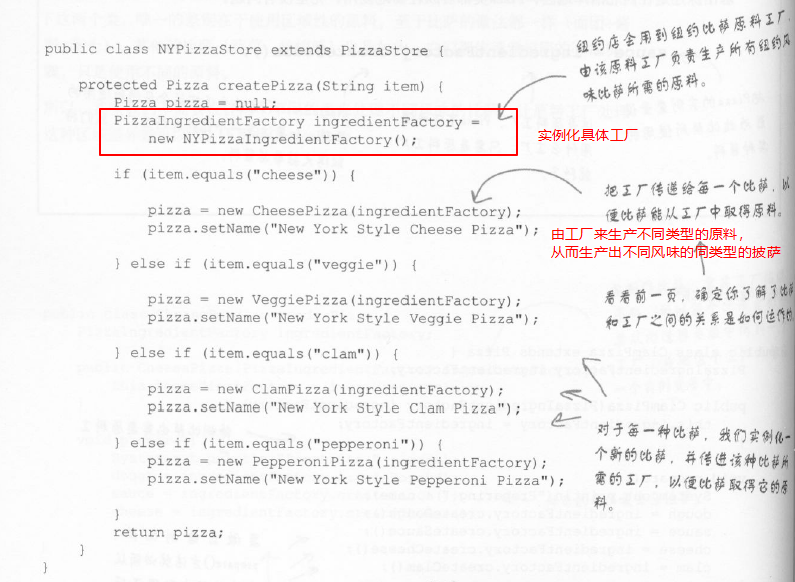 public class NYPizzaStore extends PizzaStore {
protected Pizza createPizza(String item) {
Pizza pizza = null;
PizzaIngredientFactory ingredientFactory =
new NYPizzaIngredientFactory();
if (item.equals("cheese")) {
pizza = new CheesePizza(ingredientFactory);
pizza.setName("New York Style Cheese Pizza");
} else if (item.equals("veggie")) {
pizza = new VeggiePizza(ingredientFactory);
pizza.setName("New York Style Veggie Pizza");
} else if (item.equals("clam")) {
pizza = new ClamPizza(ingredientFactory);
pizza.setName("New York Style Clam Pizza");
} else if (item.equals("pepperoni")) {
pizza = new PepperoniPizza(ingredientFactory);
pizza.setName("New York Style Pepperoni Pizza");
}
return pizza;
}
}
纽约店会用到纽约比萨原料工厂，
由该原料工厂负责生产所有纽约风
味比萨所需的原料。
实例化具体工厂
把工厂传递给每一个比萨，以
便比萨能从工厂中取得原料。
由工厂来生产不同类型的原料，
从而生产出不同风味的同类型的披萨
看看前一页，确定你了解了比萨
和工厂之间的关系是如何运作的
对于每一种比萨，我们实例化一
个新的比萨，并传进该种比萨所
需的工厂，以便比萨取得它的原
料。